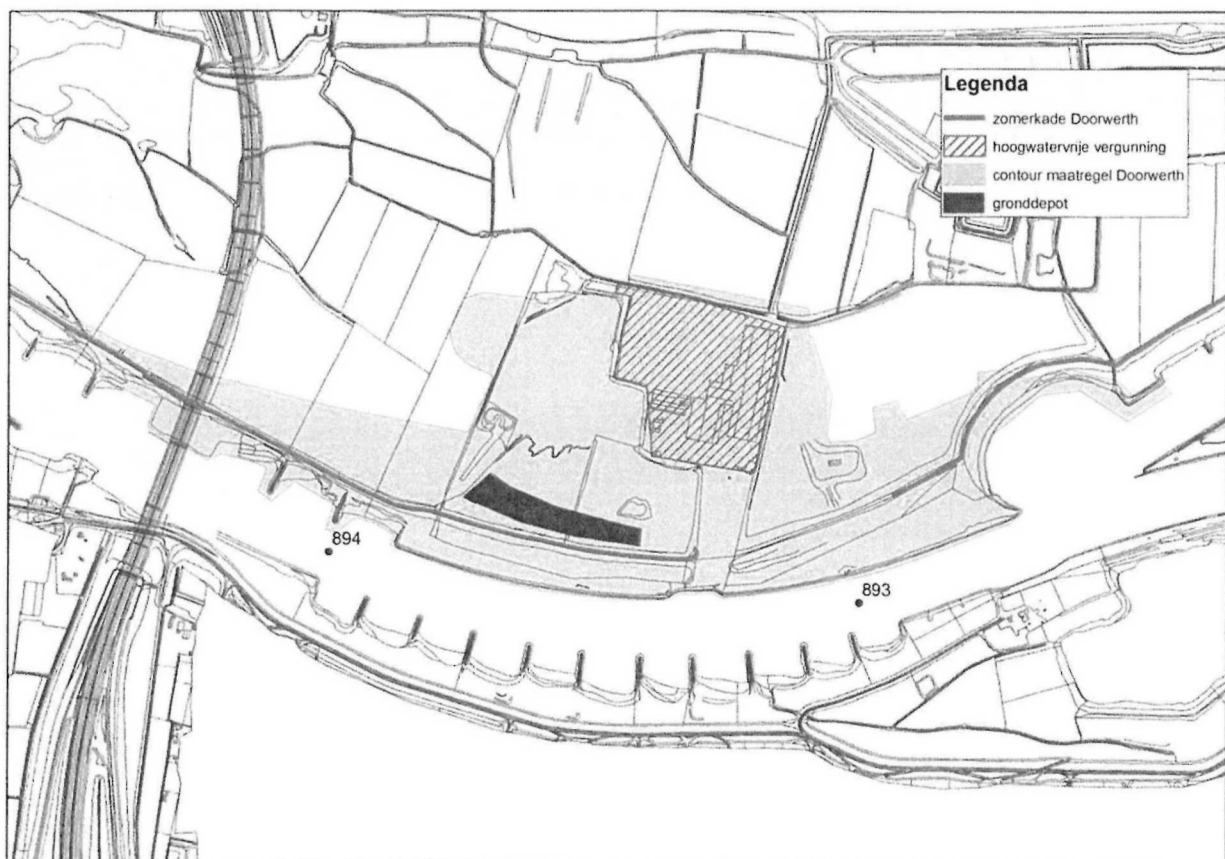 Legenda
zomerkade Doorwerth
hoogwatervrije vergunning
contour maatregel Doorwerth
gronddepot
894
893